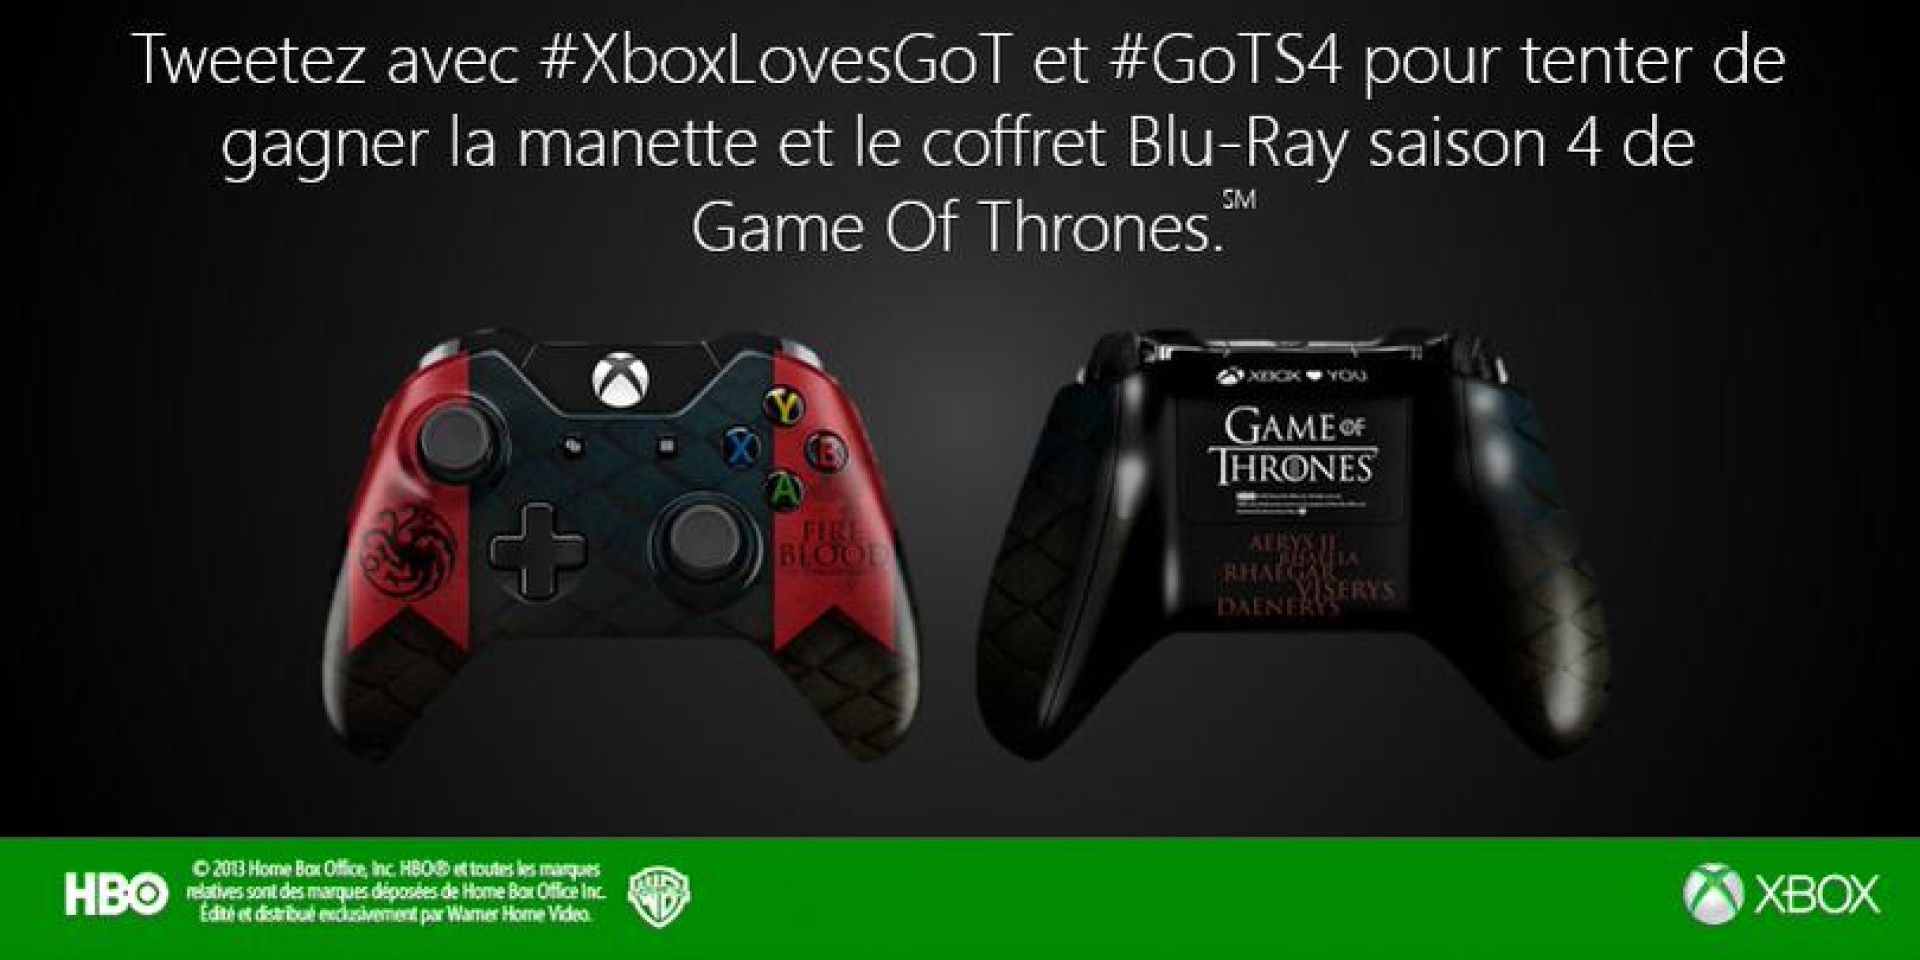 Tweetez avec #XboxLovesGoT et #GoTS4 pour tenter de
gagner la manette et le coffret Blu-Ray saison 4 de
Game Of Thrones.℠
Y
X
B
A
FIRE
BLOOD
XBOX ♥ YOU
GAME OF
THRONES
AERYS II
RHAELLA
RHAEGAR
VISERYS
DAENERYS
HBO
© 2013 Home Box Office, Inc. HBO® et toutes les marques
relatives sont des marques déposées de Home Box Office Inc.
Édité et distribué exclusivement par Warner Home Video.
WB
XBOX